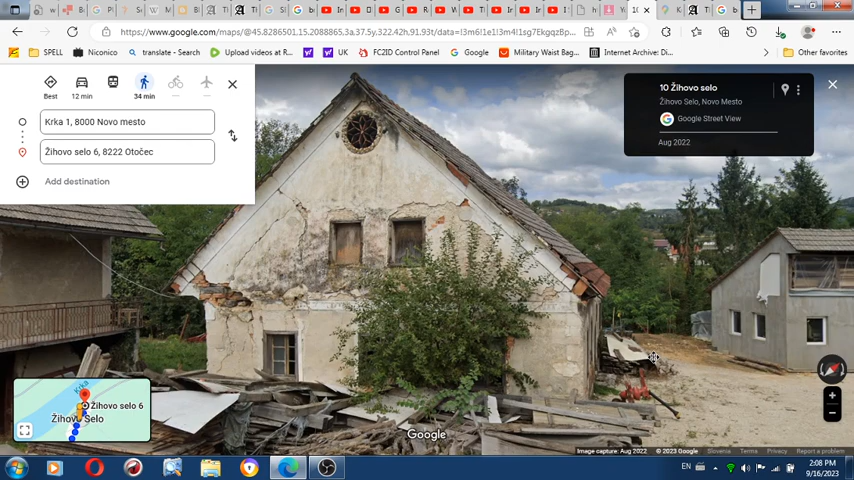 https://www.google.com/maps/@45.8286501,15.2088865,3a,37.5y,322.42h,91.93t/data=!3m6!1e1!3m4!1sg7EkgqzBp...
SPELL
Niconico
translate - Search
Upload videos at r...
UK
FC2ID Control Panel
Google
Military Waist Bag...
Internet Archive: Di...
Other favorites
Best
12 min
34 min
Krka 1, 8000 Novo mesto
Žihovo selo 6, 8222 Otočec
Add destination
10 Žihovo selo
Žihovo Selo, Novo Mesto
Google Street View
Aug 2022
Krka
Žihovo selo 6
Žihovo Selo
Google
Image capture: Aug 2022 © 2023 Google Slovenia Terms Privacy Report a problem
EN
2:08 PM
9/16/2023